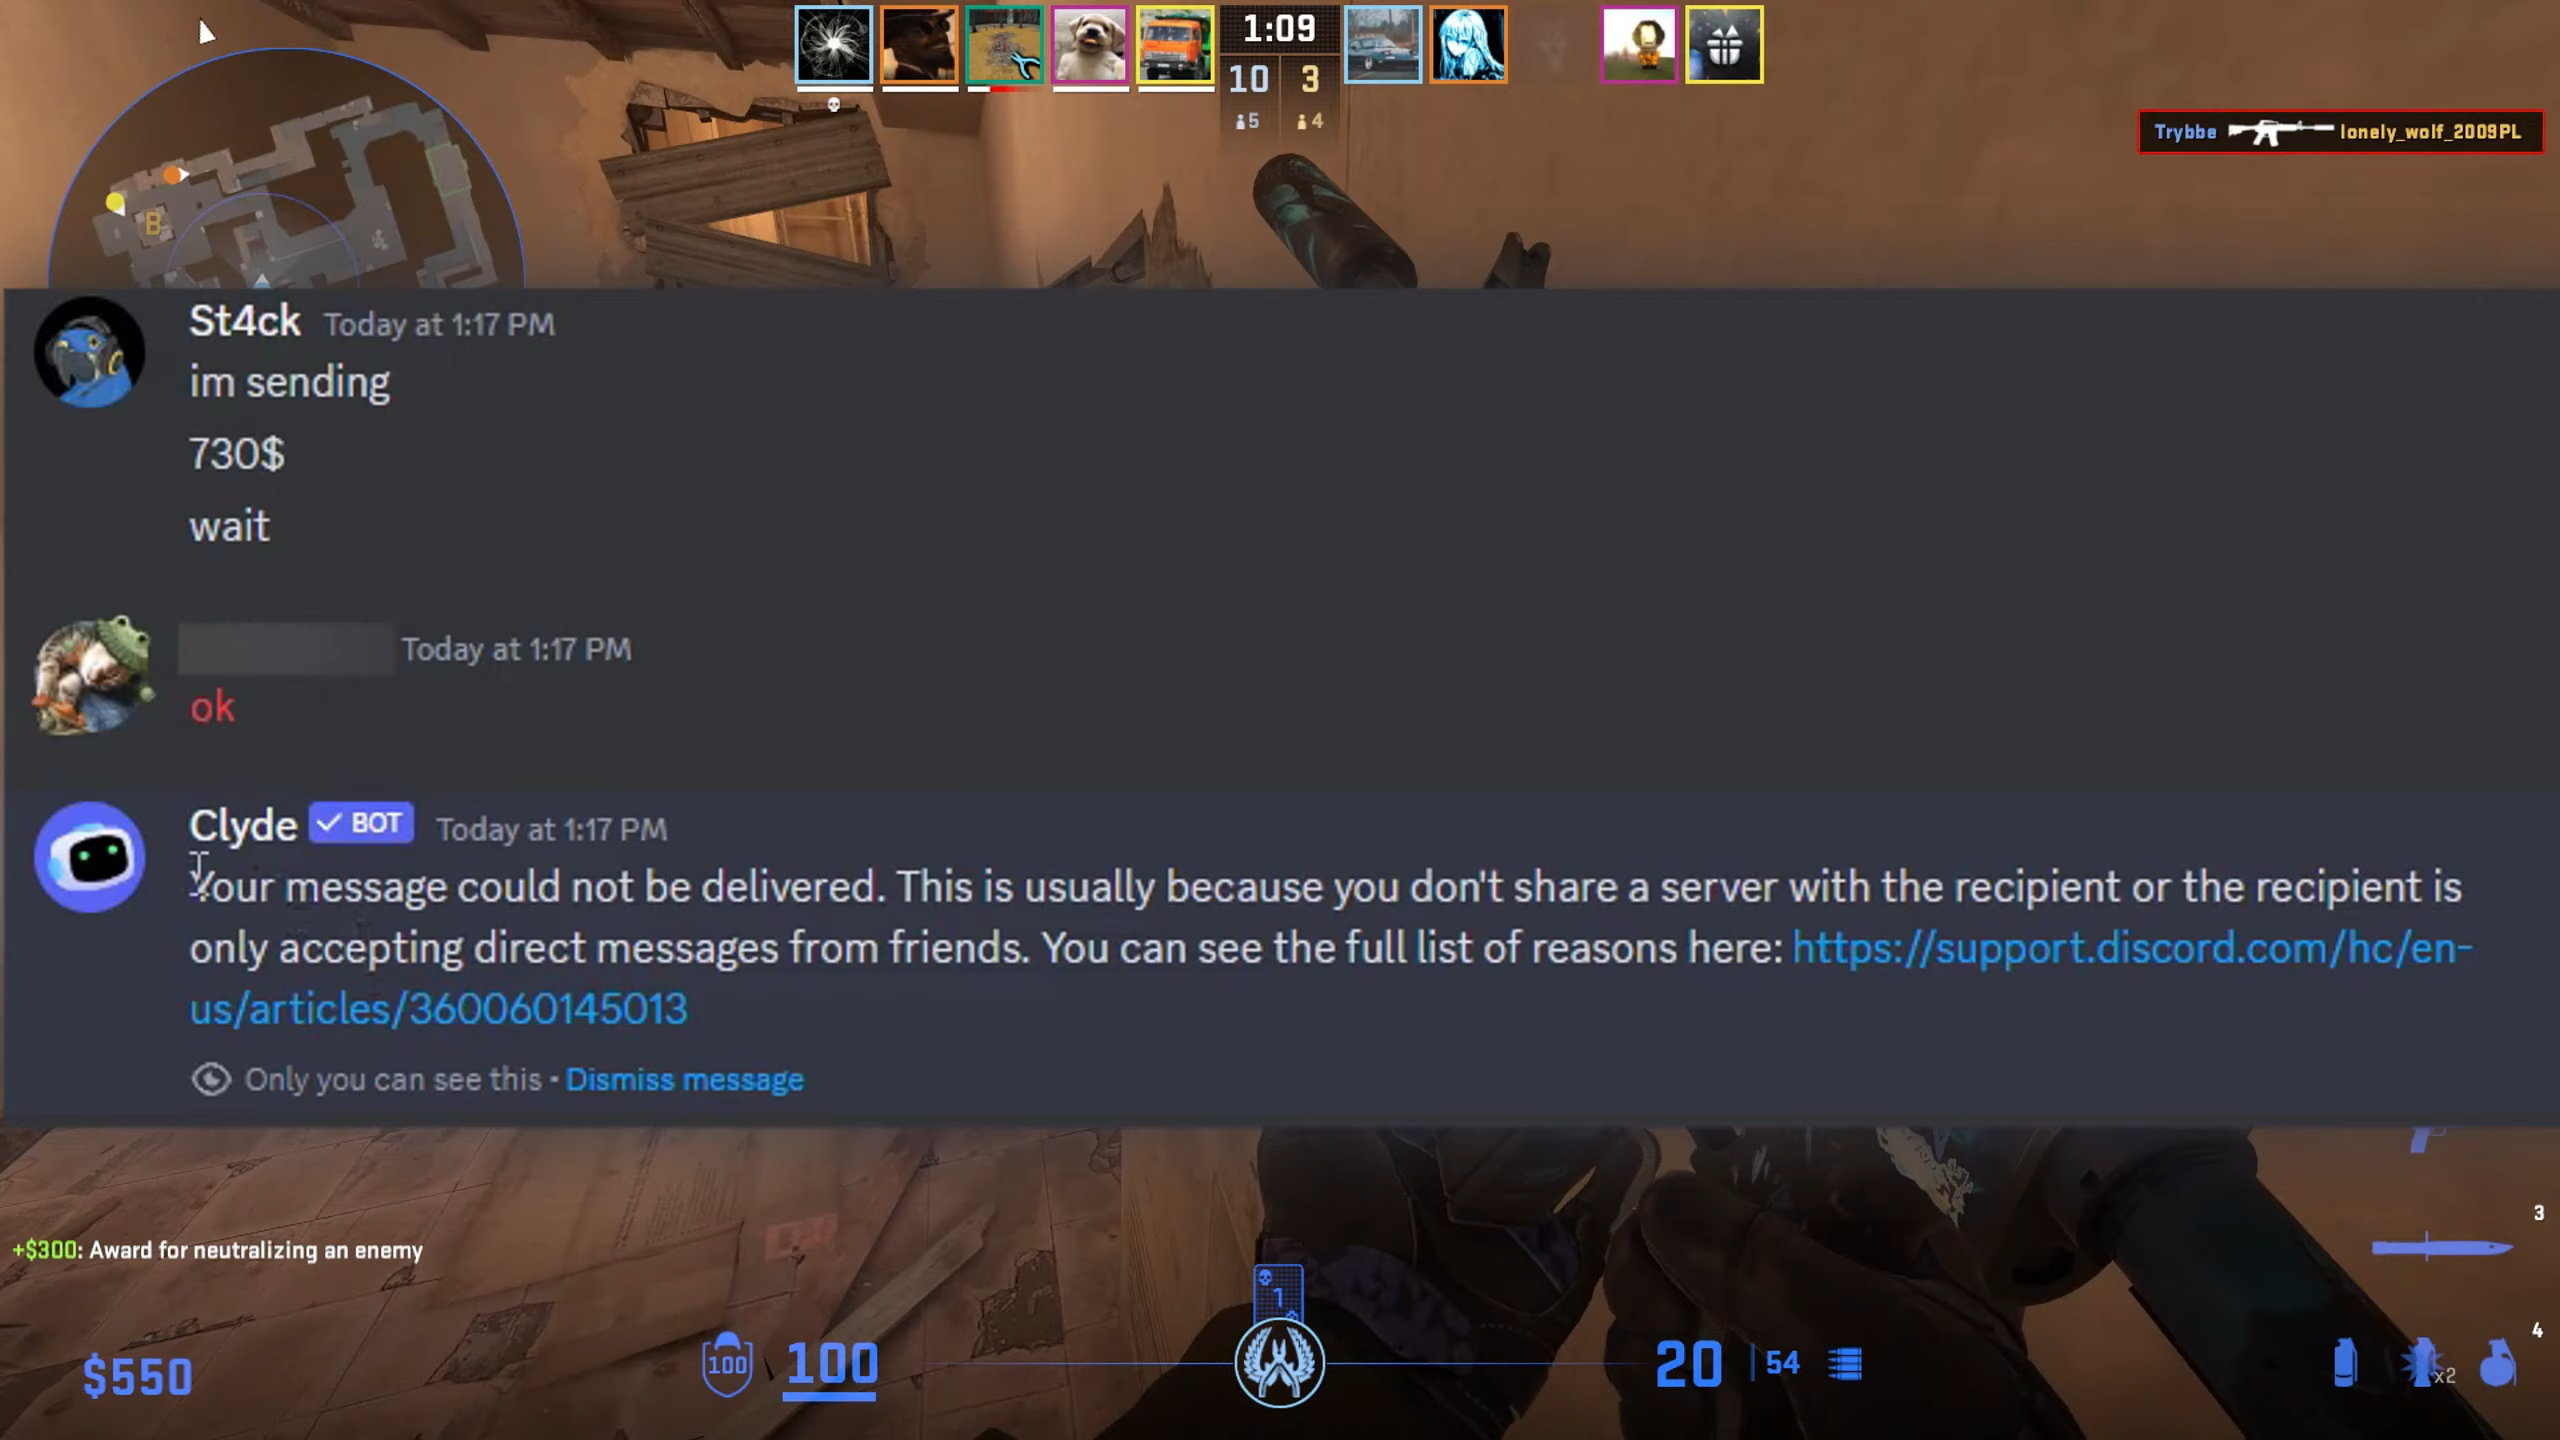 1:09
10 3
5 4
Trybbe lonely_wolf_2009PL
B
St4ck Today at 1:17 PM
im sending
730$
wait
Today at 1:17 PM
ok
Clyde BOT Today at 1:17 PM
Your message could not be delivered. This is usually because you don't share a server with the recipient or the recipient is
only accepting direct messages from friends. You can see the full list of reasons here: https://support.discord.com/hc/en-
us/articles/360060145013
Only you can see this • Dismiss message
3
+$300: Award for neutralizing an enemy
1
4
$550
100
100
20 | 54
x2